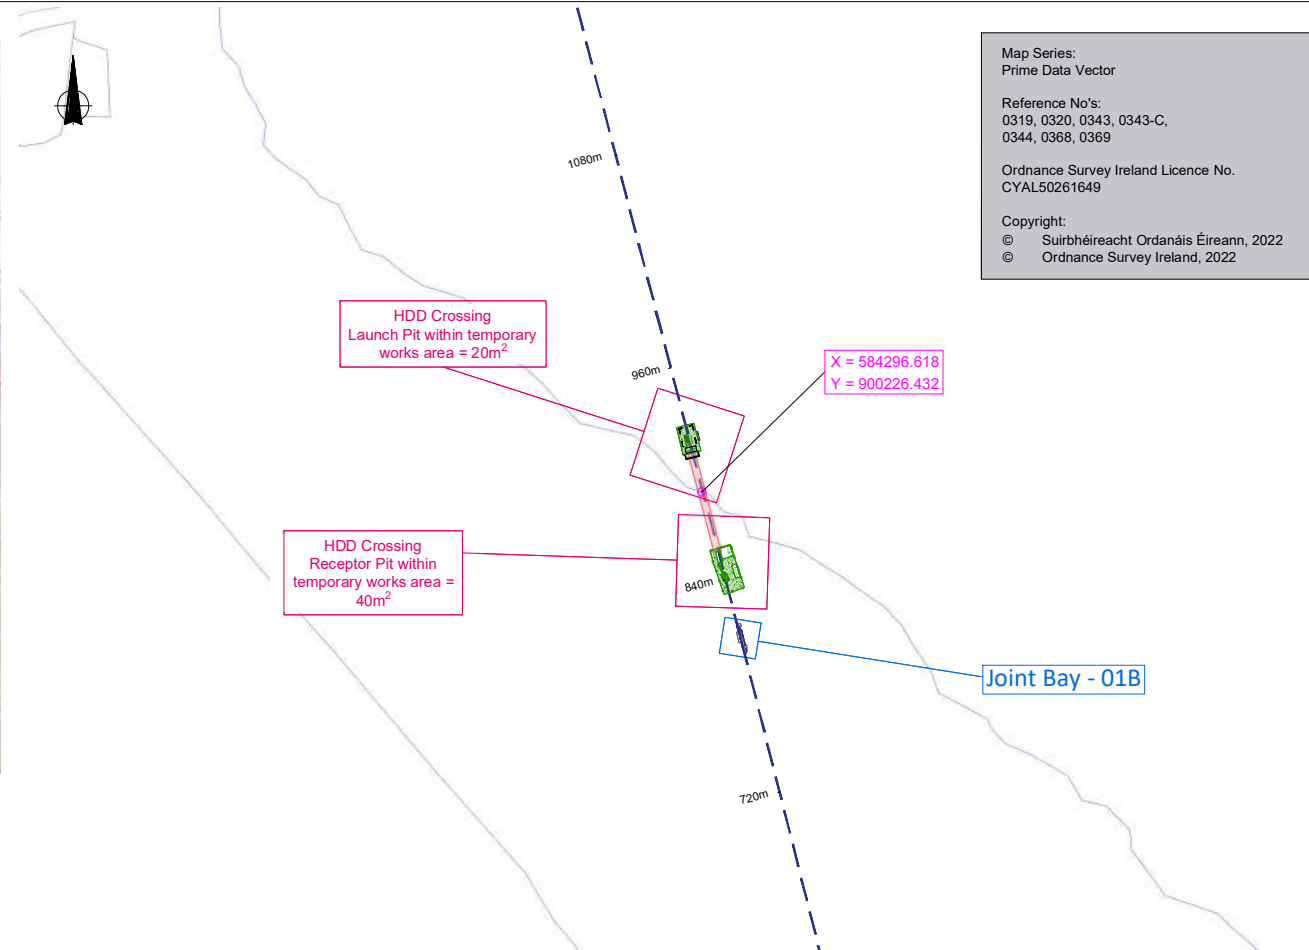 Map Series:
Prime Data Vector
Reference No's:
0319, 0320, 0343, 0343-C,
0344, 0368, 0369
Ordnance Survey Ireland Licence No.
CYAL50261649
Copyright:
© Suirbhéireacht Ordanáis Éireann, 2022
© Ordnance Survey Ireland, 2022
1080m
HDD Crossing
Launch Pit within temporary
works area = 20m²
960m
X = 584296.618
Y = 900226.432
HDD Crossing
Receptor Pit within
temporary works area =
40m²
840m
Joint Bay - 01B
720m